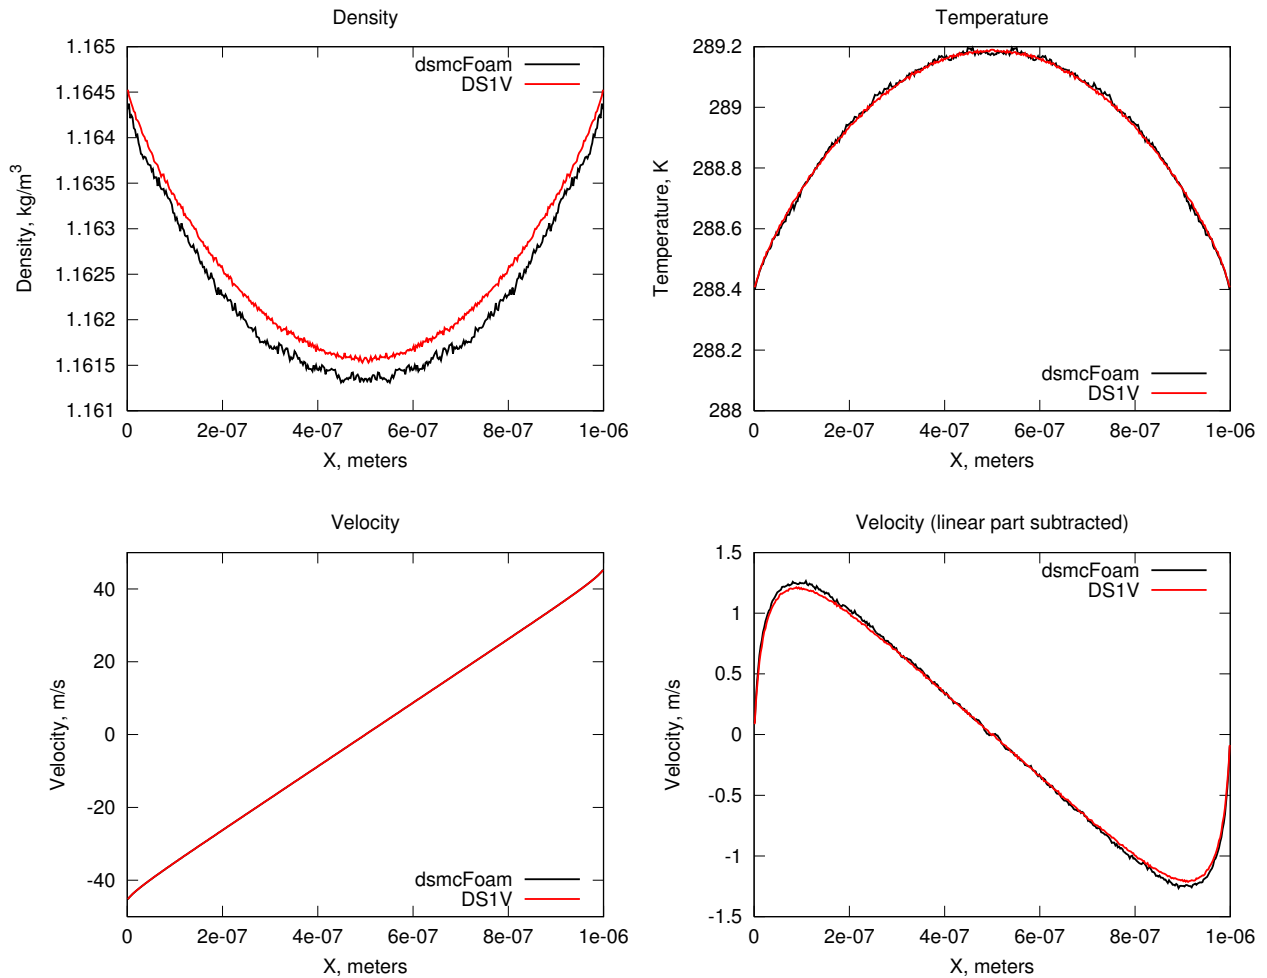 Density
1.165
1.1645
1.164
1.1635
1.163
1.1625
1.162
1.1615
1.161
Density, kg/m³
dsmcFoam
DS1V
0 2e-07 4e-07 6e-07 8e-07 1e-06
X, meters
Temperature
289.2
289
288.8
288.6
288.4
288.2
288
Temperature, K
dsmcFoam
DS1V
0 2e-07 4e-07 6e-07 8e-07 1e-06
X, meters
Velocity
40
20
0
-20
-40
Velocity, m/s
dsmcFoam
DS1V
0 2e-07 4e-07 6e-07 8e-07 1e-06
X, meters
Velocity (linear part subtracted)
1.5
1
0.5
0
-0.5
-1
-1.5
Velocity, m/s
dsmcFoam
DS1V
0 2e-07 4e-07 6e-07 8e-07 1e-06
X, meters